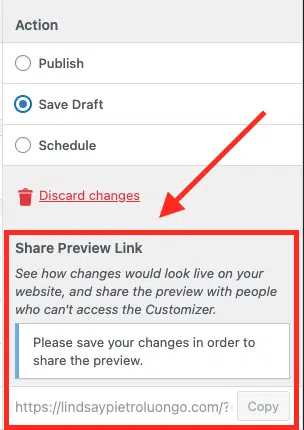 Action
Publish
Save Draft
Schedule
Discard changes
Share Preview Link
See how changes would look live on your
website, and share the preview with people
who can't access the Customizer.
Please save your changes in order to
share the preview.
https://lindsaypietroluongo.com/?
Copy